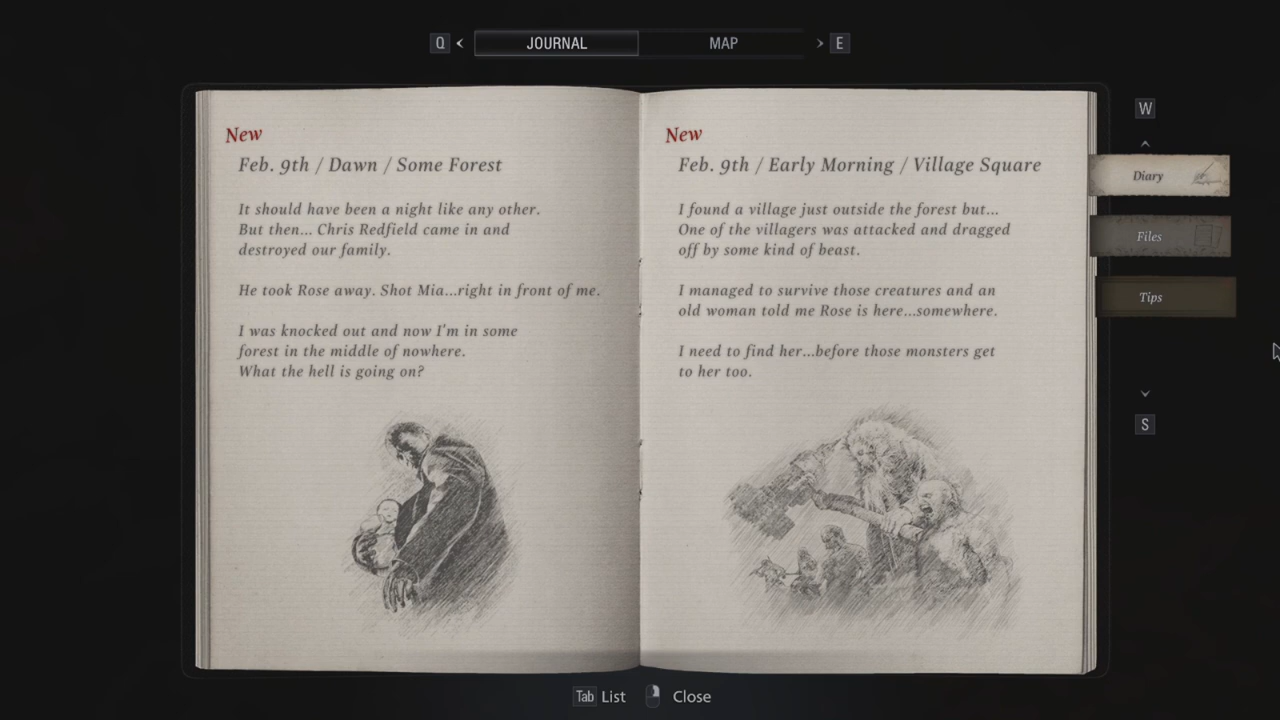 Q < JOURNAL MAP > E
New
Feb. 9th / Dawn / Some Forest
It should have been a night like any other.
But then... Chris Redfield came in and
destroyed our family.
He took Rose away. Shot Mia...right in front of me.
I was knocked out and now I'm in some
forest in the middle of nowhere.
What the hell is going on?
New
Feb. 9th / Early Morning / Village Square
I found a village just outside the forest but...
One of the villagers was attacked and dragged
off by some kind of beast.
I managed to survive those creatures and an
old woman told me Rose is here...somewhere.
I need to find her...before those monsters get
to her too.
W
Diary
Files
Tips
S
Tab List Close